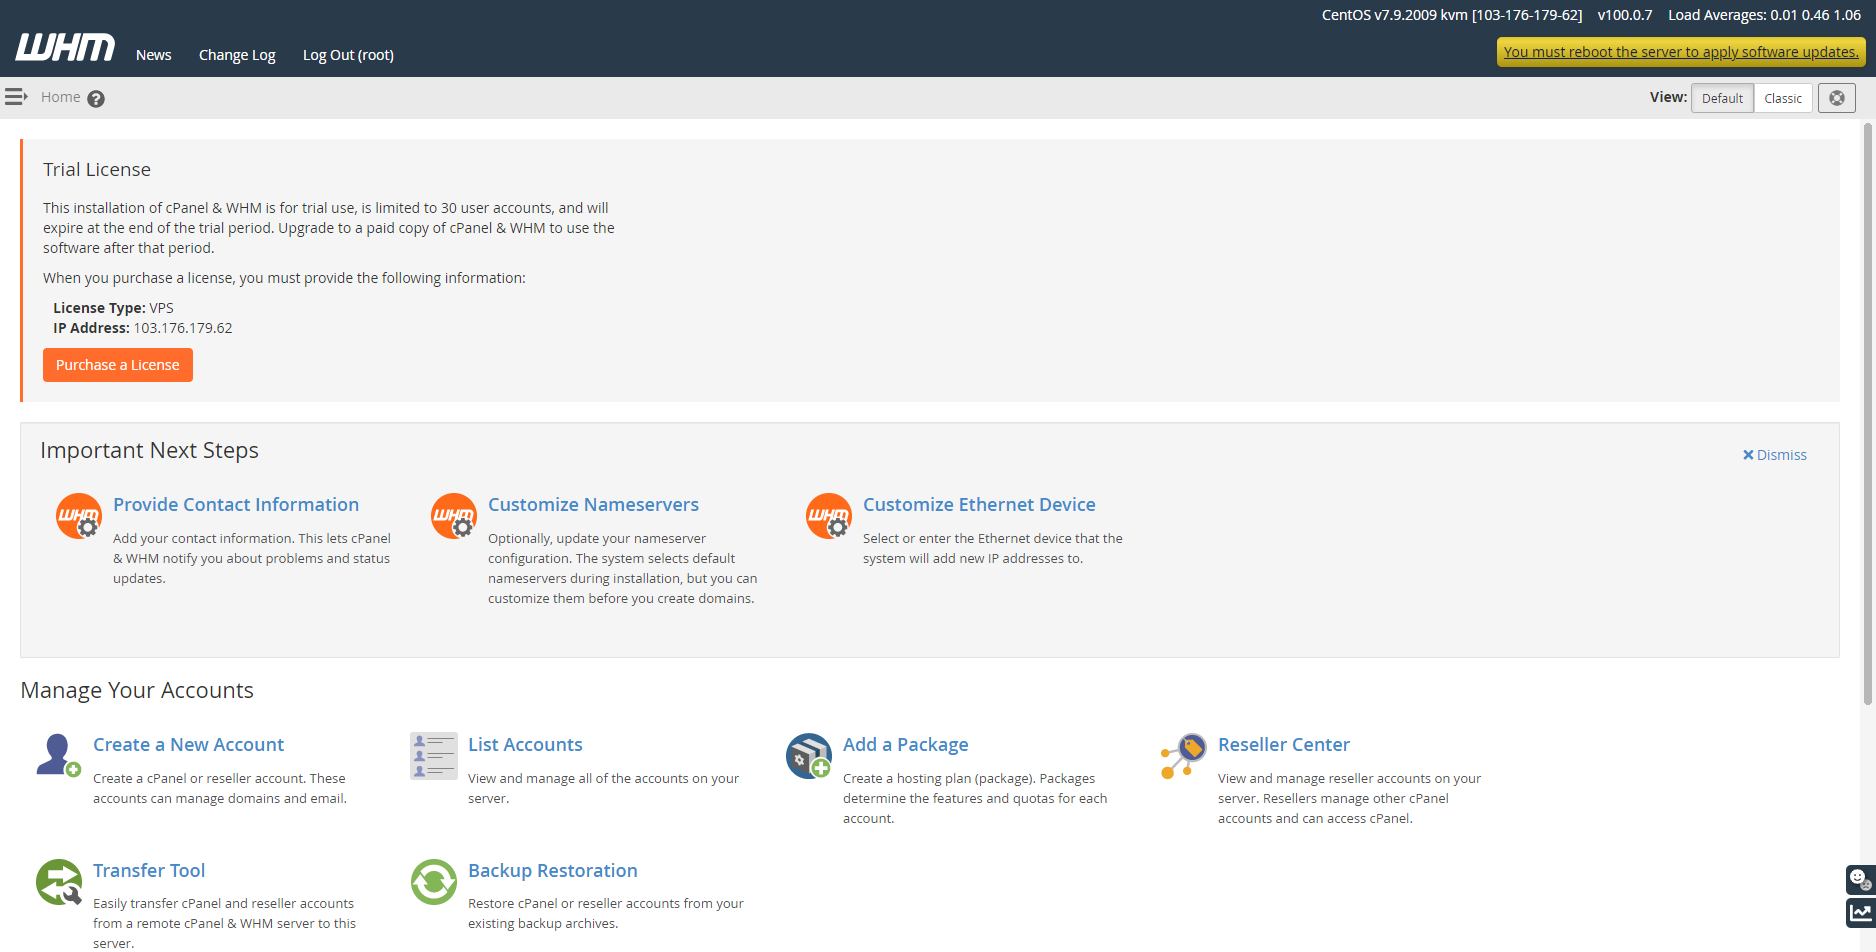 CentOS v7.9.2009 kvm [103-176-179-62] v100.0.7 Load Averages: 0.01 0.46 1.06
WHM News Change Log Log Out (root)
You must reboot the server to apply software updates.
Home ?
View: Default Classic
Trial License
This installation of cPanel & WHM is for trial use, is limited to 30 user accounts, and will
expire at the end of the trial period. Upgrade to a paid copy of cPanel & WHM to use the
software after that period.
When you purchase a license, you must provide the following information:
License Type: VPS
IP Address: 103.176.179.62
Purchase a License
Important Next Steps
Dismiss
WHM
Provide Contact Information
Add your contact information. This lets cPanel
& WHM notify you about problems and status
updates.
WHM
Customize Nameservers
Optionally, update your nameserver
configuration. The system selects default
nameservers during installation, but you can
customize them before you create domains.
WHM
Customize Ethernet Device
Select or enter the Ethernet device that the
system will add new IP addresses to.
Manage Your Accounts
Create a New Account
Create a cPanel or reseller account. These
accounts can manage domains and email.
List Accounts
View and manage all of the accounts on your
server.
Add a Package
Create a hosting plan (package). Packages
determine the features and quotas for each
account.
Reseller Center
View and manage reseller accounts on your
server. Resellers manage other cPanel
accounts and can access cPanel.
Transfer Tool
Easily transfer cPanel and reseller accounts
from a remote cPanel & WHM server to this
server.
Backup Restoration
Restore cPanel or reseller accounts from your
existing backup archives.